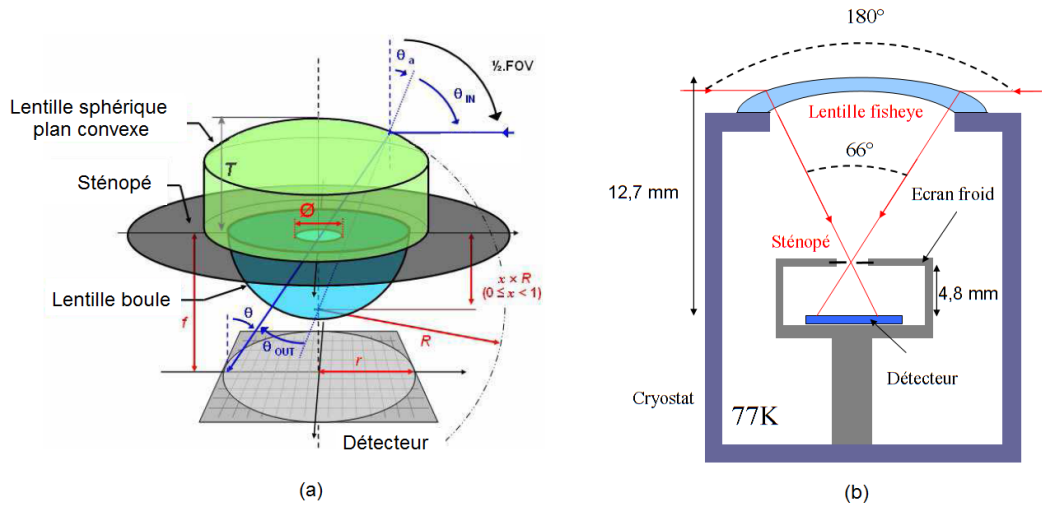 θa
½.FOV
θIN
Lentille sphérique
plan convexe
T
Sténopé
Ø
x × R
(0 ≤ x < 1)
Lentille boule
f
θ
θOUT
R
r
Détecteur
(a)
180°
Lentille fisheye
66°
12,7 mm
Ecran froid
Sténopé
4,8 mm
Détecteur
Cryostat
77K
(b)